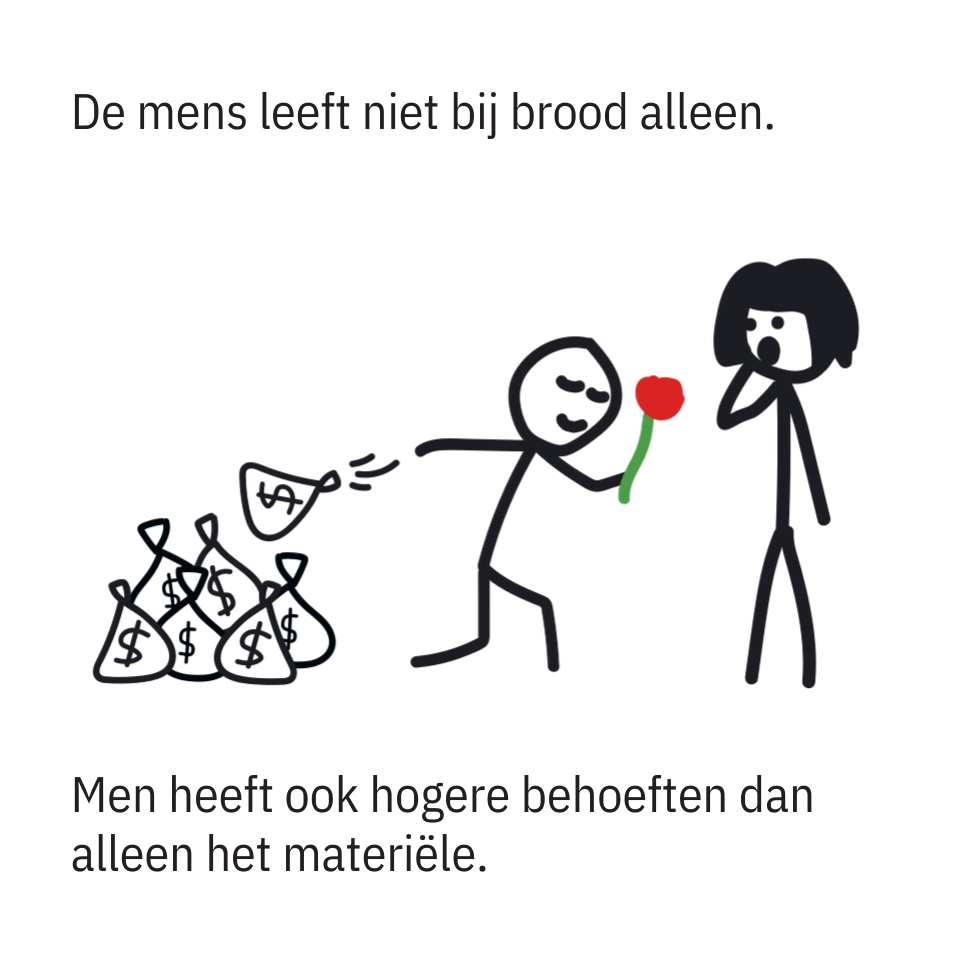 De mens leeft niet bij brood alleen.
$
$ $
$ $ $ $
Men heeft ook hogere behoeften dan
alleen het materiële.